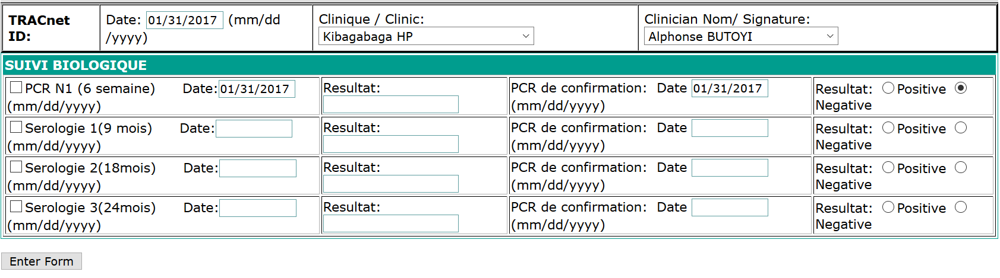 TRACnet ID:
Date: 01/31/2017 (mm/dd/yyyy)
Clinique / Clinic:
Kibagabaga HP
Clinician Nom/ Signature:
Alphonse BUTOYI
SUIVI BIOLOGIQUE
PCR N1 (6 semaine) Date: 01/31/2017 (mm/dd/yyyy)
Resultat:
PCR de confirmation: Date 01/31/2017 (mm/dd/yyyy)
Resultat: Positive Negative
Serologie 1(9 mois) Date: (mm/dd/yyyy)
Resultat:
PCR de confirmation: Date (mm/dd/yyyy)
Resultat: Positive Negative
Serologie 2(18mois) Date: (mm/dd/yyyy)
Resultat:
PCR de confirmation: Date (mm/dd/yyyy)
Resultat: Positive Negative
Serologie 3(24mois) Date: (mm/dd/yyyy)
Resultat:
PCR de confirmation: Date (mm/dd/yyyy)
Resultat: Positive Negative
Enter Form